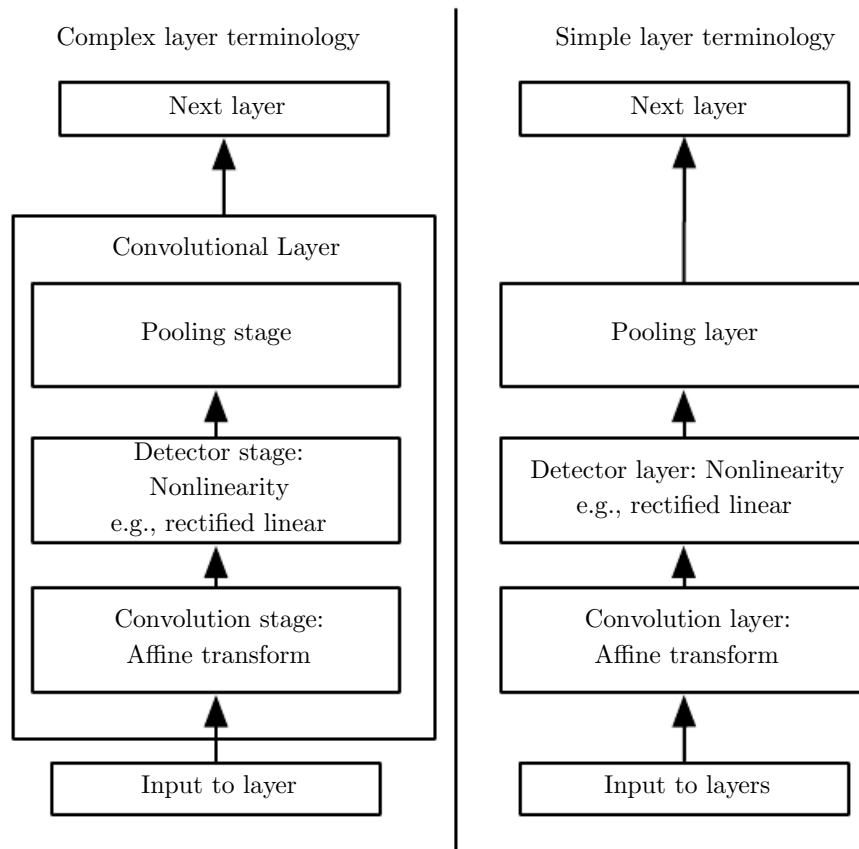 Complex layer terminology
Next layer
Convolutional Layer
Pooling stage
Detector stage:
Nonlinearity
e.g., rectified linear
Convolution stage:
Affine transform
Input to layer
Simple layer terminology
Next layer
Pooling layer
Detector layer: Nonlinearity
e.g., rectified linear
Convolution layer:
Affine transform
Input to layers